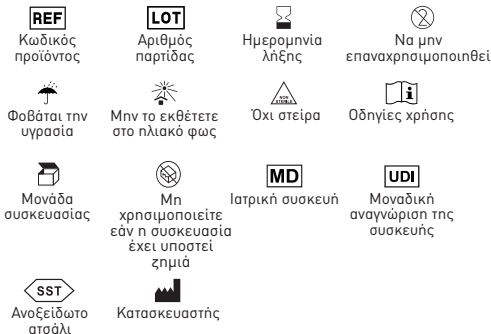 REF
LOT
2
Κωδικός
προϊόντος
Αριθμός
παρτίδας
Ημερομηνία
λήξης
Να μην
επαναχρησιμοποιηθεί
NON
STERILE
i
Φοβάται την
υγρασία
Μην το εκθέτετε
στο ηλιακό φως
Όχι στείρα
Οδηγίες χρήσης
MD
UDI
Μονάδα
συσκευασίας
Μη
χρησιμοποιείτε
εάν η συσκευασία
έχει υποστεί
ζημιά
Ιατρική συσκευή
Μοναδική
αναγνώριση της
συσκευής
SST
Ανοξείδωτο
ατσάλι
Κατασκευαστής